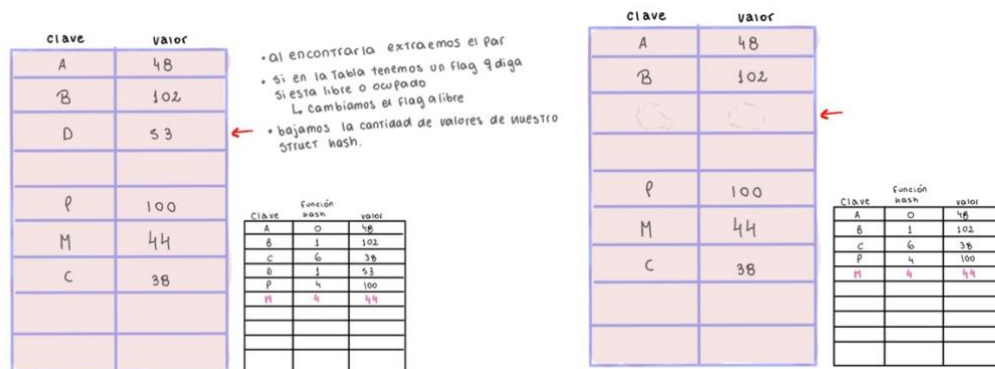 Clave Valor
A 48
B 102
D 53
P 100
M 44
C 38
• al encontrarla extraemos el par
• si en la Tabla tenemos un flag q diga
si esta libre o ocupado
↳ cambiamos el flag a libre
• bajamos la cantidad de valores de nuestro
struct hash.
Clave Función hash valor
A 0 48
B 1 102
C 6 38
D 1 53
P 4 100
M 4 44
Clave Valor
A 48
B 102
P 100
M 44
C 38
Clave Función hash valor
A 0 48
B 1 102
C 6 38
P 4 100
M 4 44